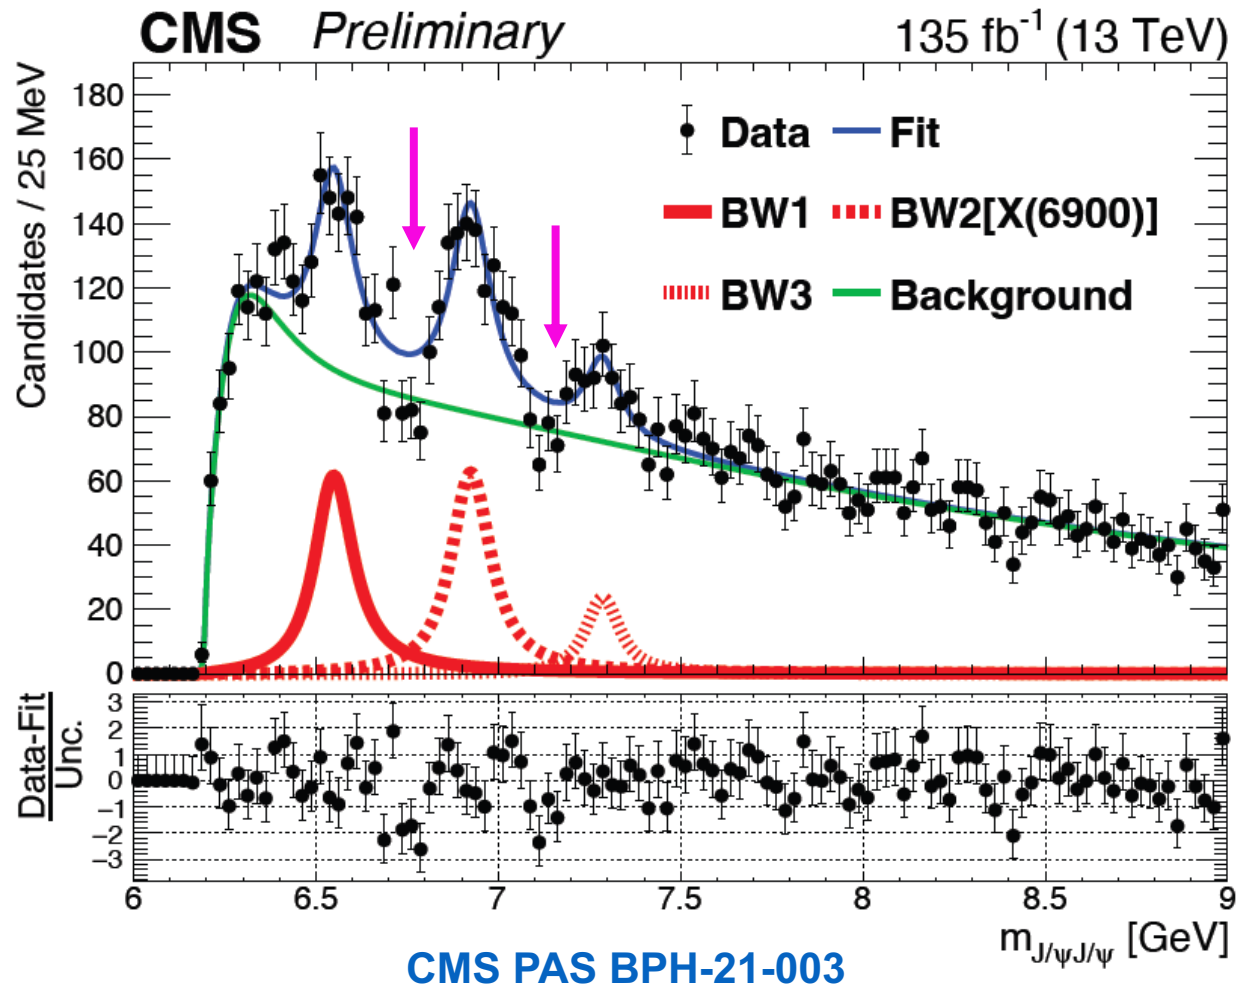 CMS Preliminary 135 fb⁻¹ (13 TeV)
Candidates / 25 MeV
180
160
140
120
100
80
60
40
20
0
Data Fit
BW1 BW2[X(6900)]
BW3 Background
Data-Fit
Unc.
3
2
1
0
−1
−2
−3
6 6.5 7 7.5 8 8.5 9
m_J/ψJ/ψ [GeV]
CMS PAS BPH-21-003